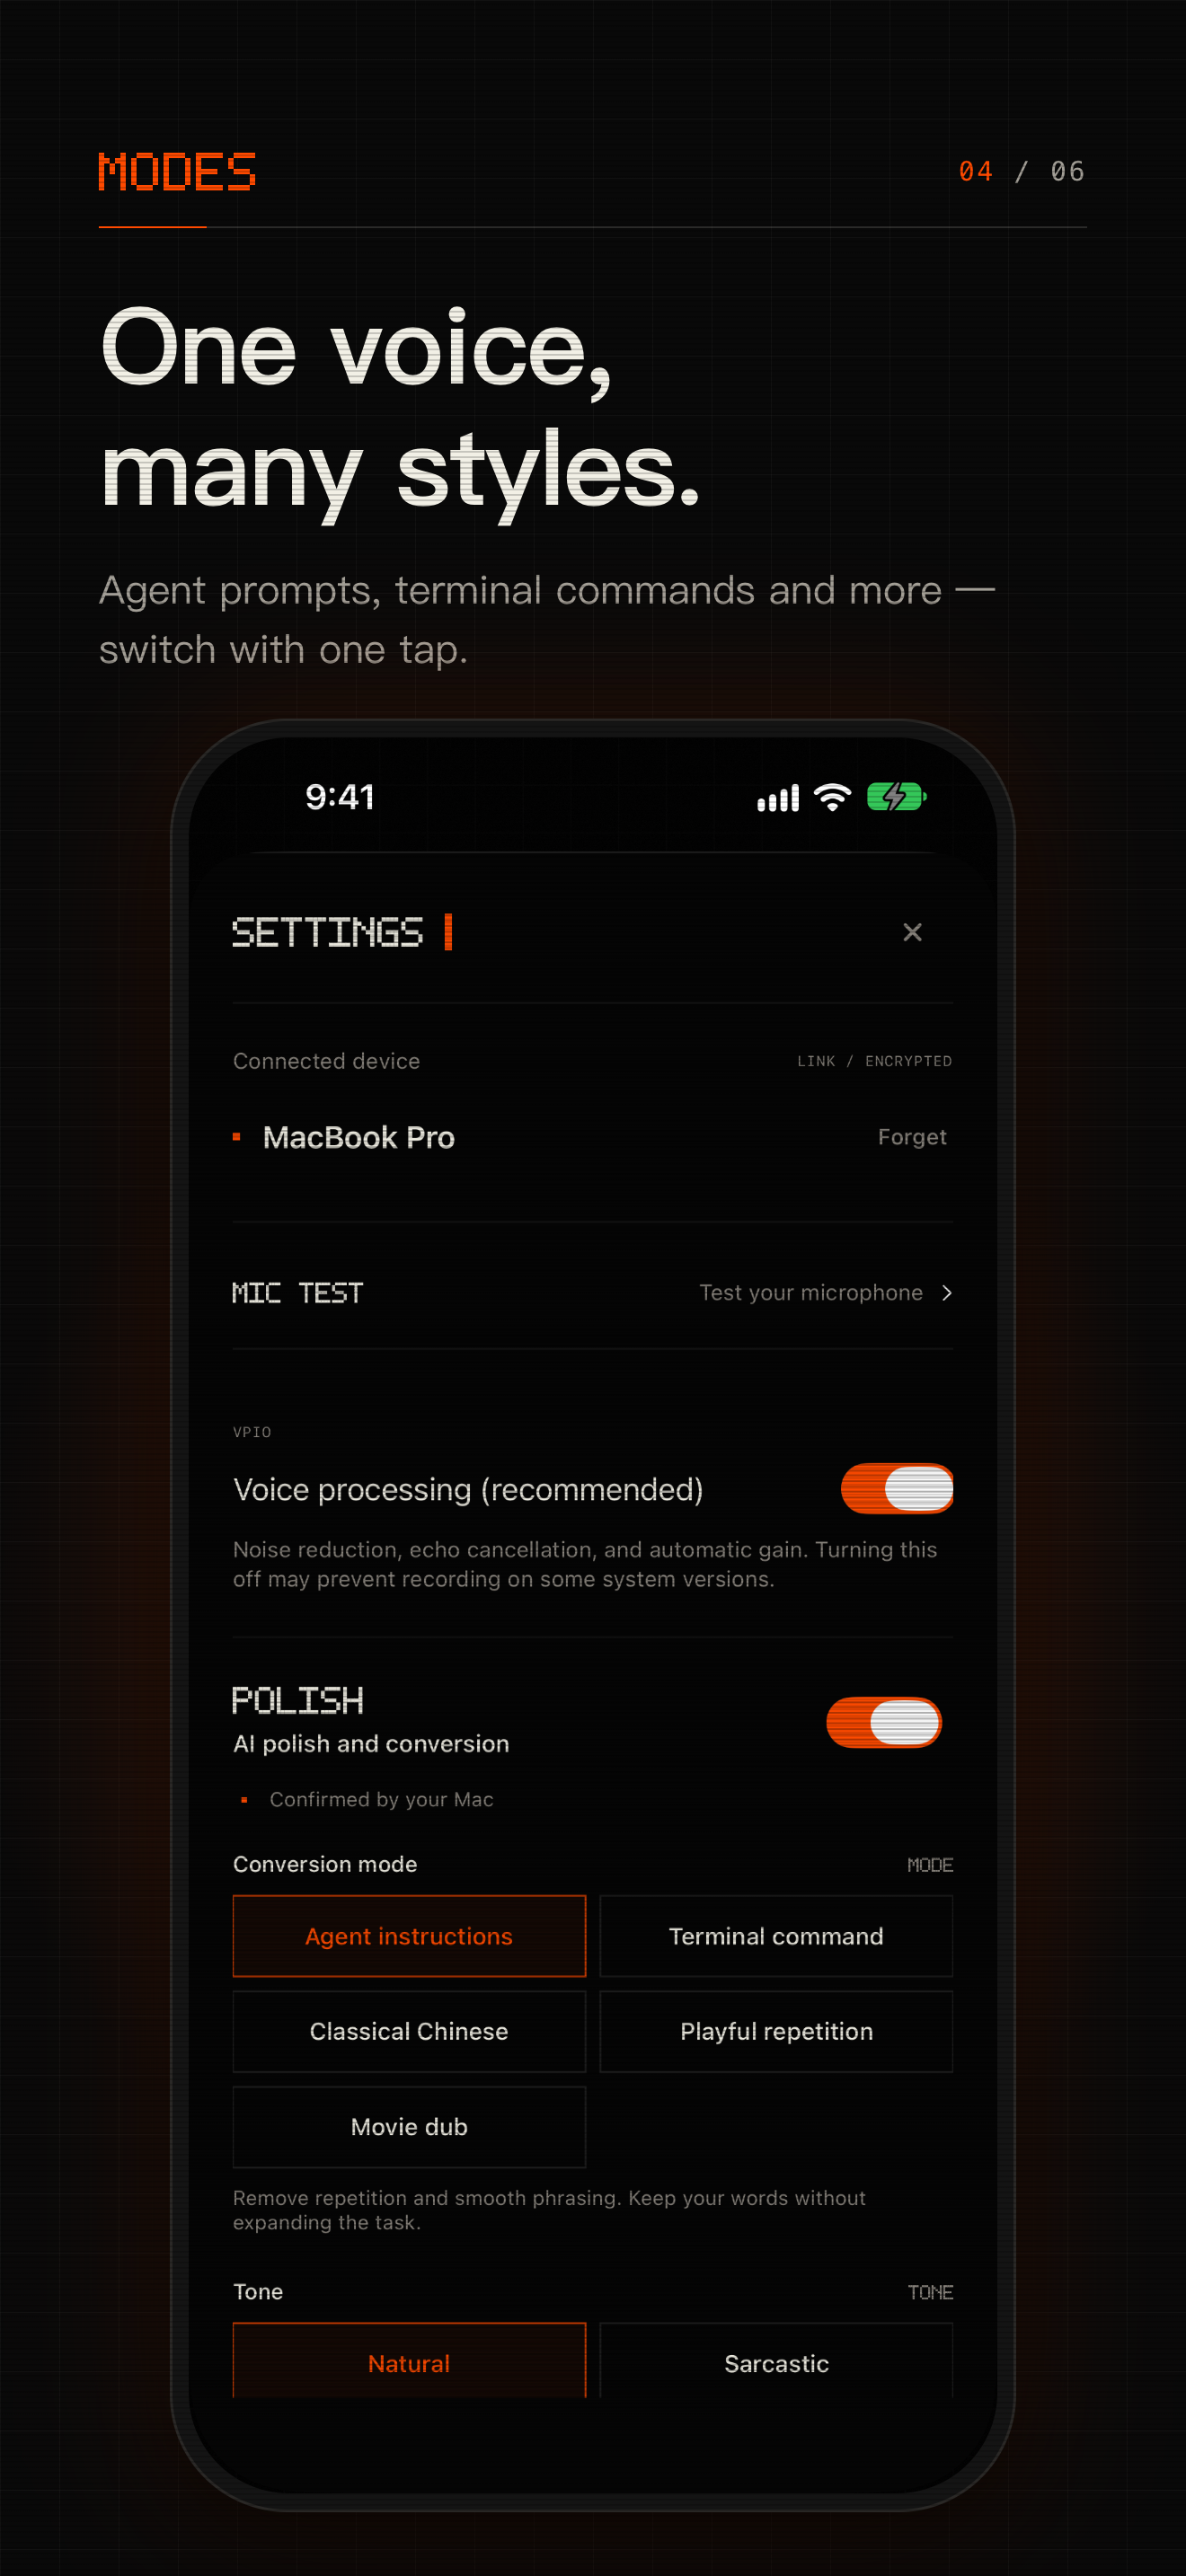 MODES
04 / 06
One voice,
many styles.
Agent prompts, terminal commands and more —
switch with one tap.
9:41
SETTINGS
Connected device
LINK / ENCRYPTED
MacBook Pro
Forget
MIC TEST
Test your microphone
VPIO
Voice processing (recommended)
Noise reduction, echo cancellation, and automatic gain. Turning this
off may prevent recording on some system versions.
POLISH
AI polish and conversion
Confirmed by your Mac
Conversion mode
MODE
Agent instructions
Terminal command
Classical Chinese
Playful repetition
Movie dub
Remove repetition and smooth phrasing. Keep your words without
expanding the task.
Tone
TONE
Natural
Sarcastic